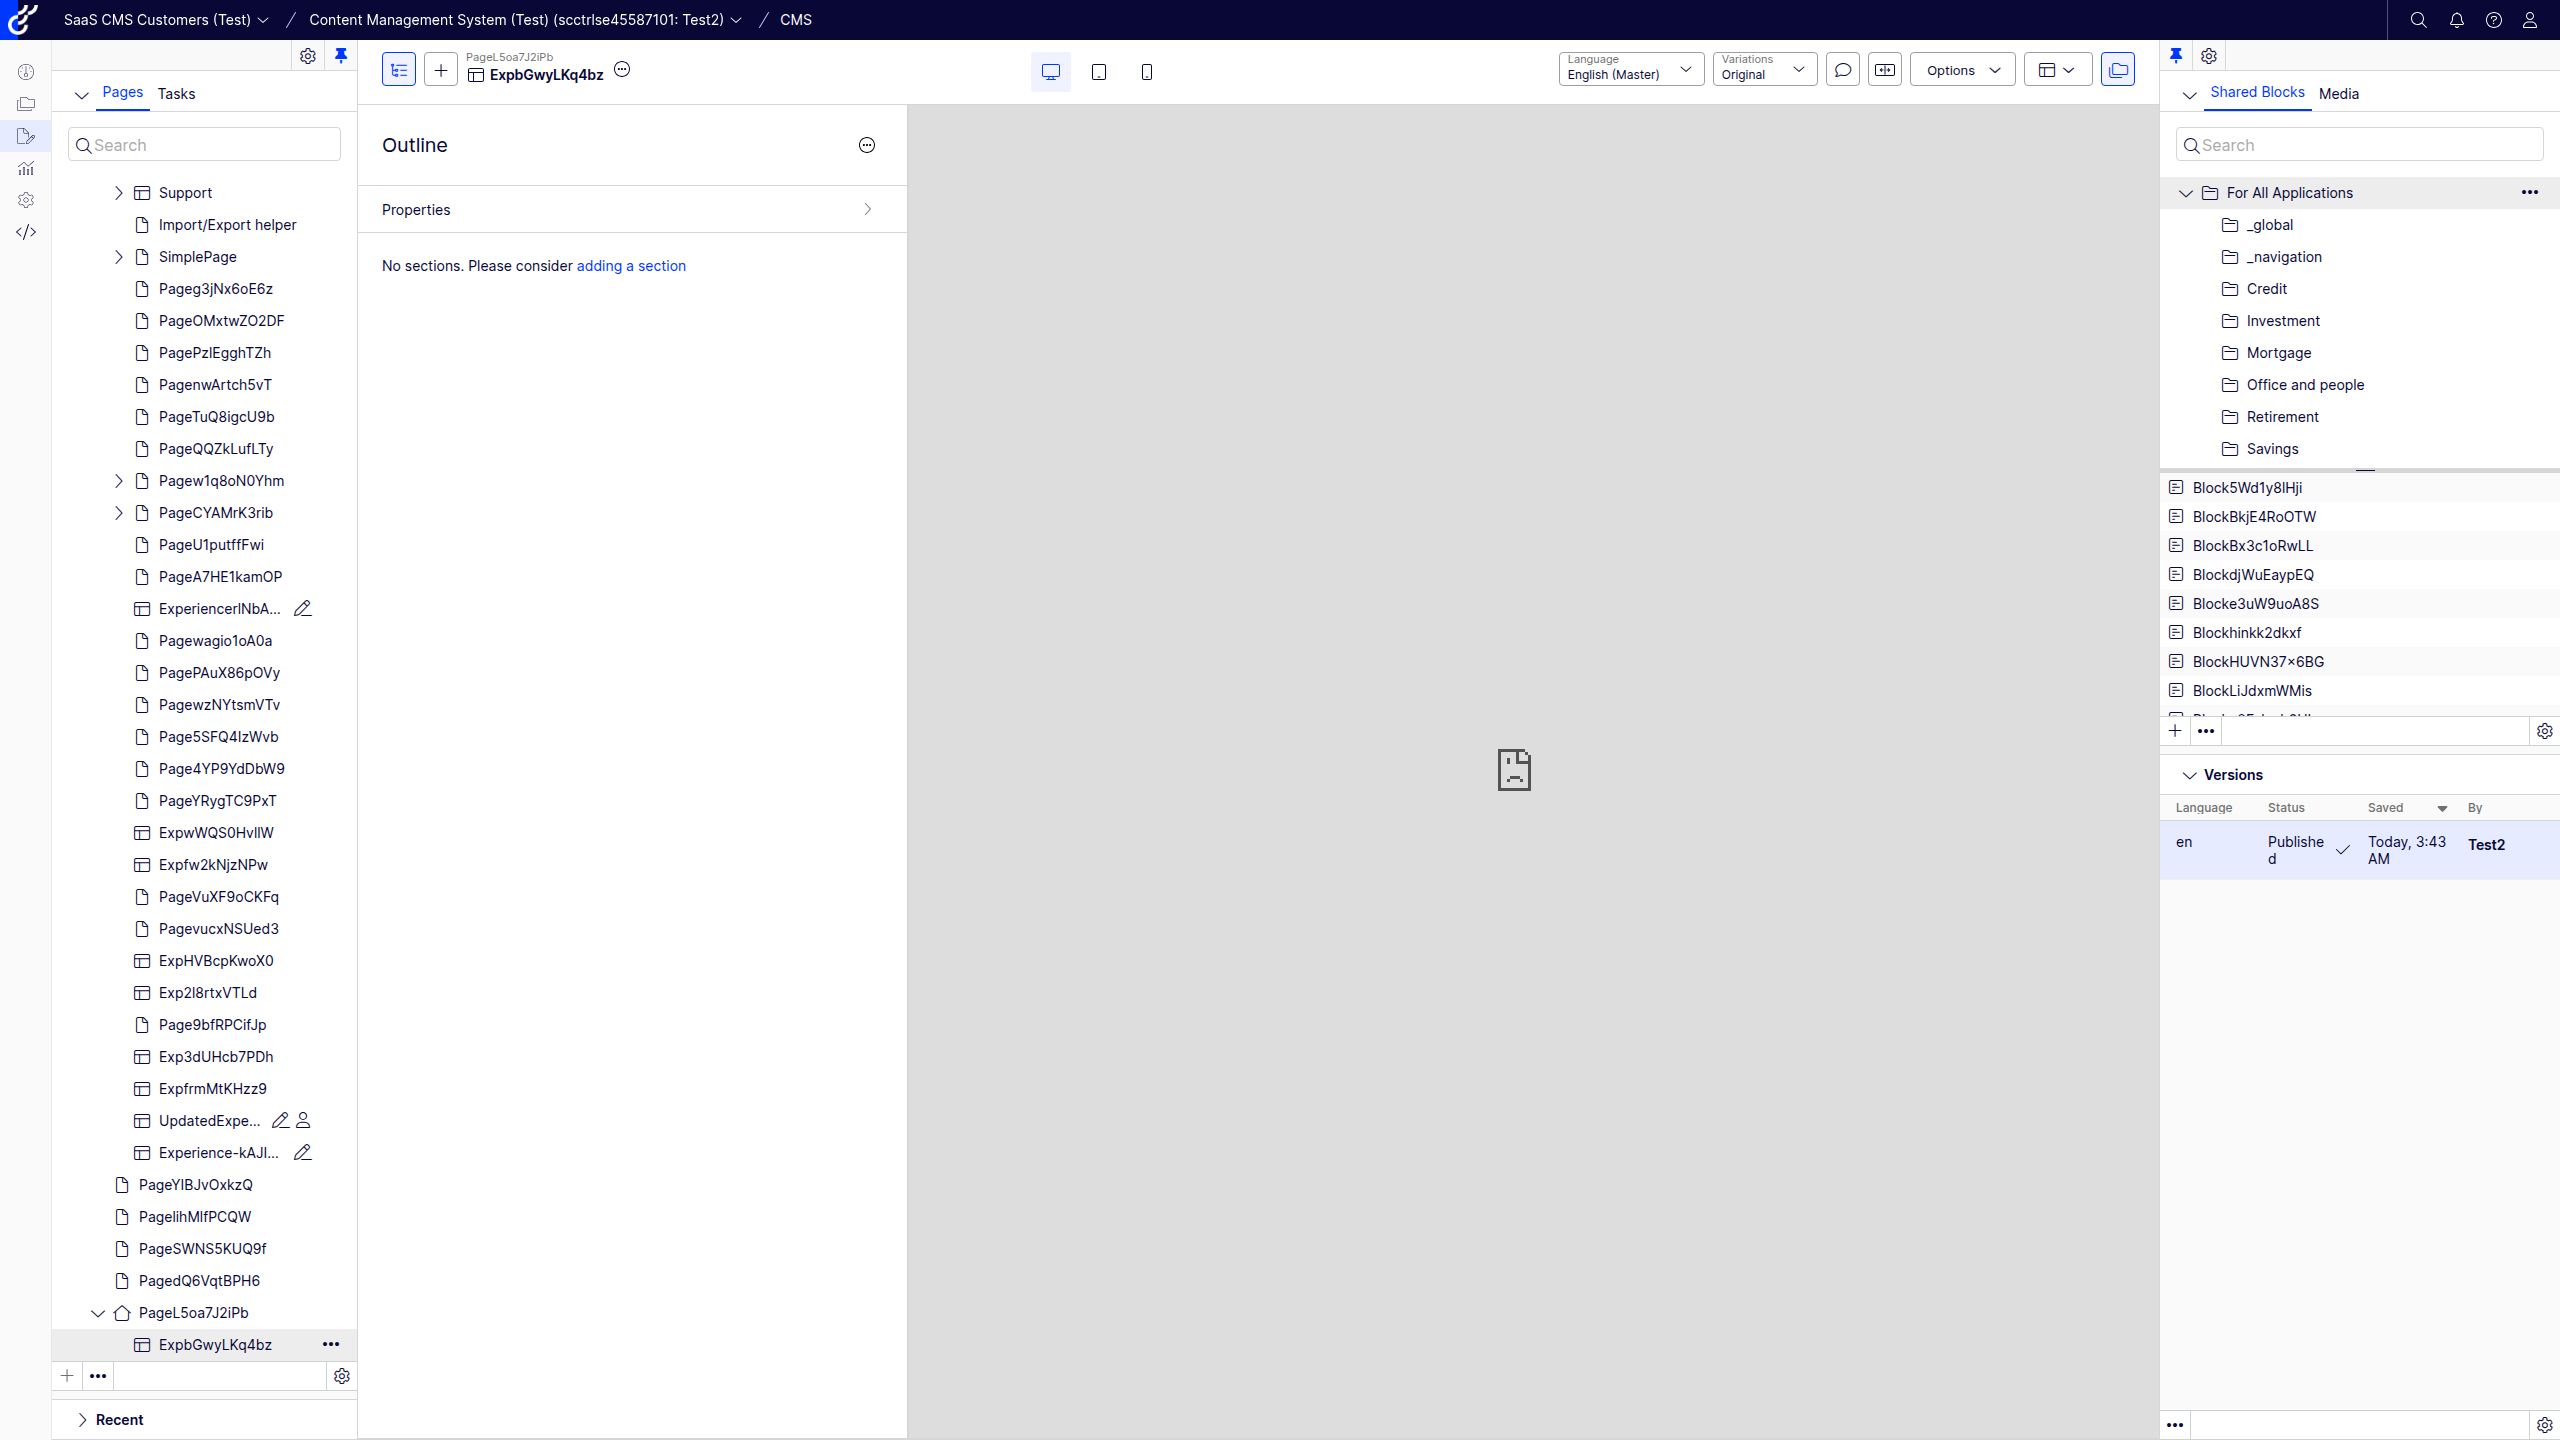 SaaS CMS Customers (Test) / Content Management System (Test) (scctrlse45587101: Test2) / CMS
Pages Tasks
Search
Support
Import/Export helper
SimplePage
Pageg3jNx6oE6z
PageOMxtwZO2DF
PagePzlEgghTZh
PagenwArtch5vT
PageTuQ8igcU9b
PageQQZkLufLTy
Pagew1q8oN0Yhm
PageCYAMrK3rib
PageU1putffFwi
PageA7HE1kamOP
ExperiencerlNbA...
Pagewagio1oA0a
PagePAuX86pOVy
PagewzNYtsmVTv
Page5SFQ4IzWvb
Page4YP9YdDbW9
PageYRygTC9PxT
ExpwWQS0HvllW
Expfw2kNjzNPw
PageVuXF9oCKFq
PagevucxNSUed3
ExpHVBcpKwoX0
Exp2l8rtxVTLd
Page9bfRPCifJp
Exp3dUHcb7PDh
ExpfrmMtKHzz9
UpdatedExpe...
Experience-kAJl...
PageYIBJvOxkzQ
PagelihMlfPCQW
PageSWNS5KUQ9f
PagedQ6VqtBPH6
PageL5oa7J2iPb
ExpbGwyLKq4bz
Recent
PageL5oa7J2iPb
ExpbGwyLKq4bz
Language
English (Master)
Variations
Original
Options
Outline
Properties
No sections. Please consider adding a section
Shared Blocks Media
Search
For All Applications
_global
_navigation
Credit
Investment
Mortgage
Office and people
Retirement
Savings
Block5Wd1y8lHji
BlockBkjE4RoOTW
BlockBx3c1oRwLL
BlockdjWuEaypEQ
Blocke3uW9uoA8S
Blockhinkk2dkxf
BlockHUVN37×6BG
BlockLiJdxmWMis
Versions
Language Status Saved By
en Publishe Today, 3:43 Test2
d AM